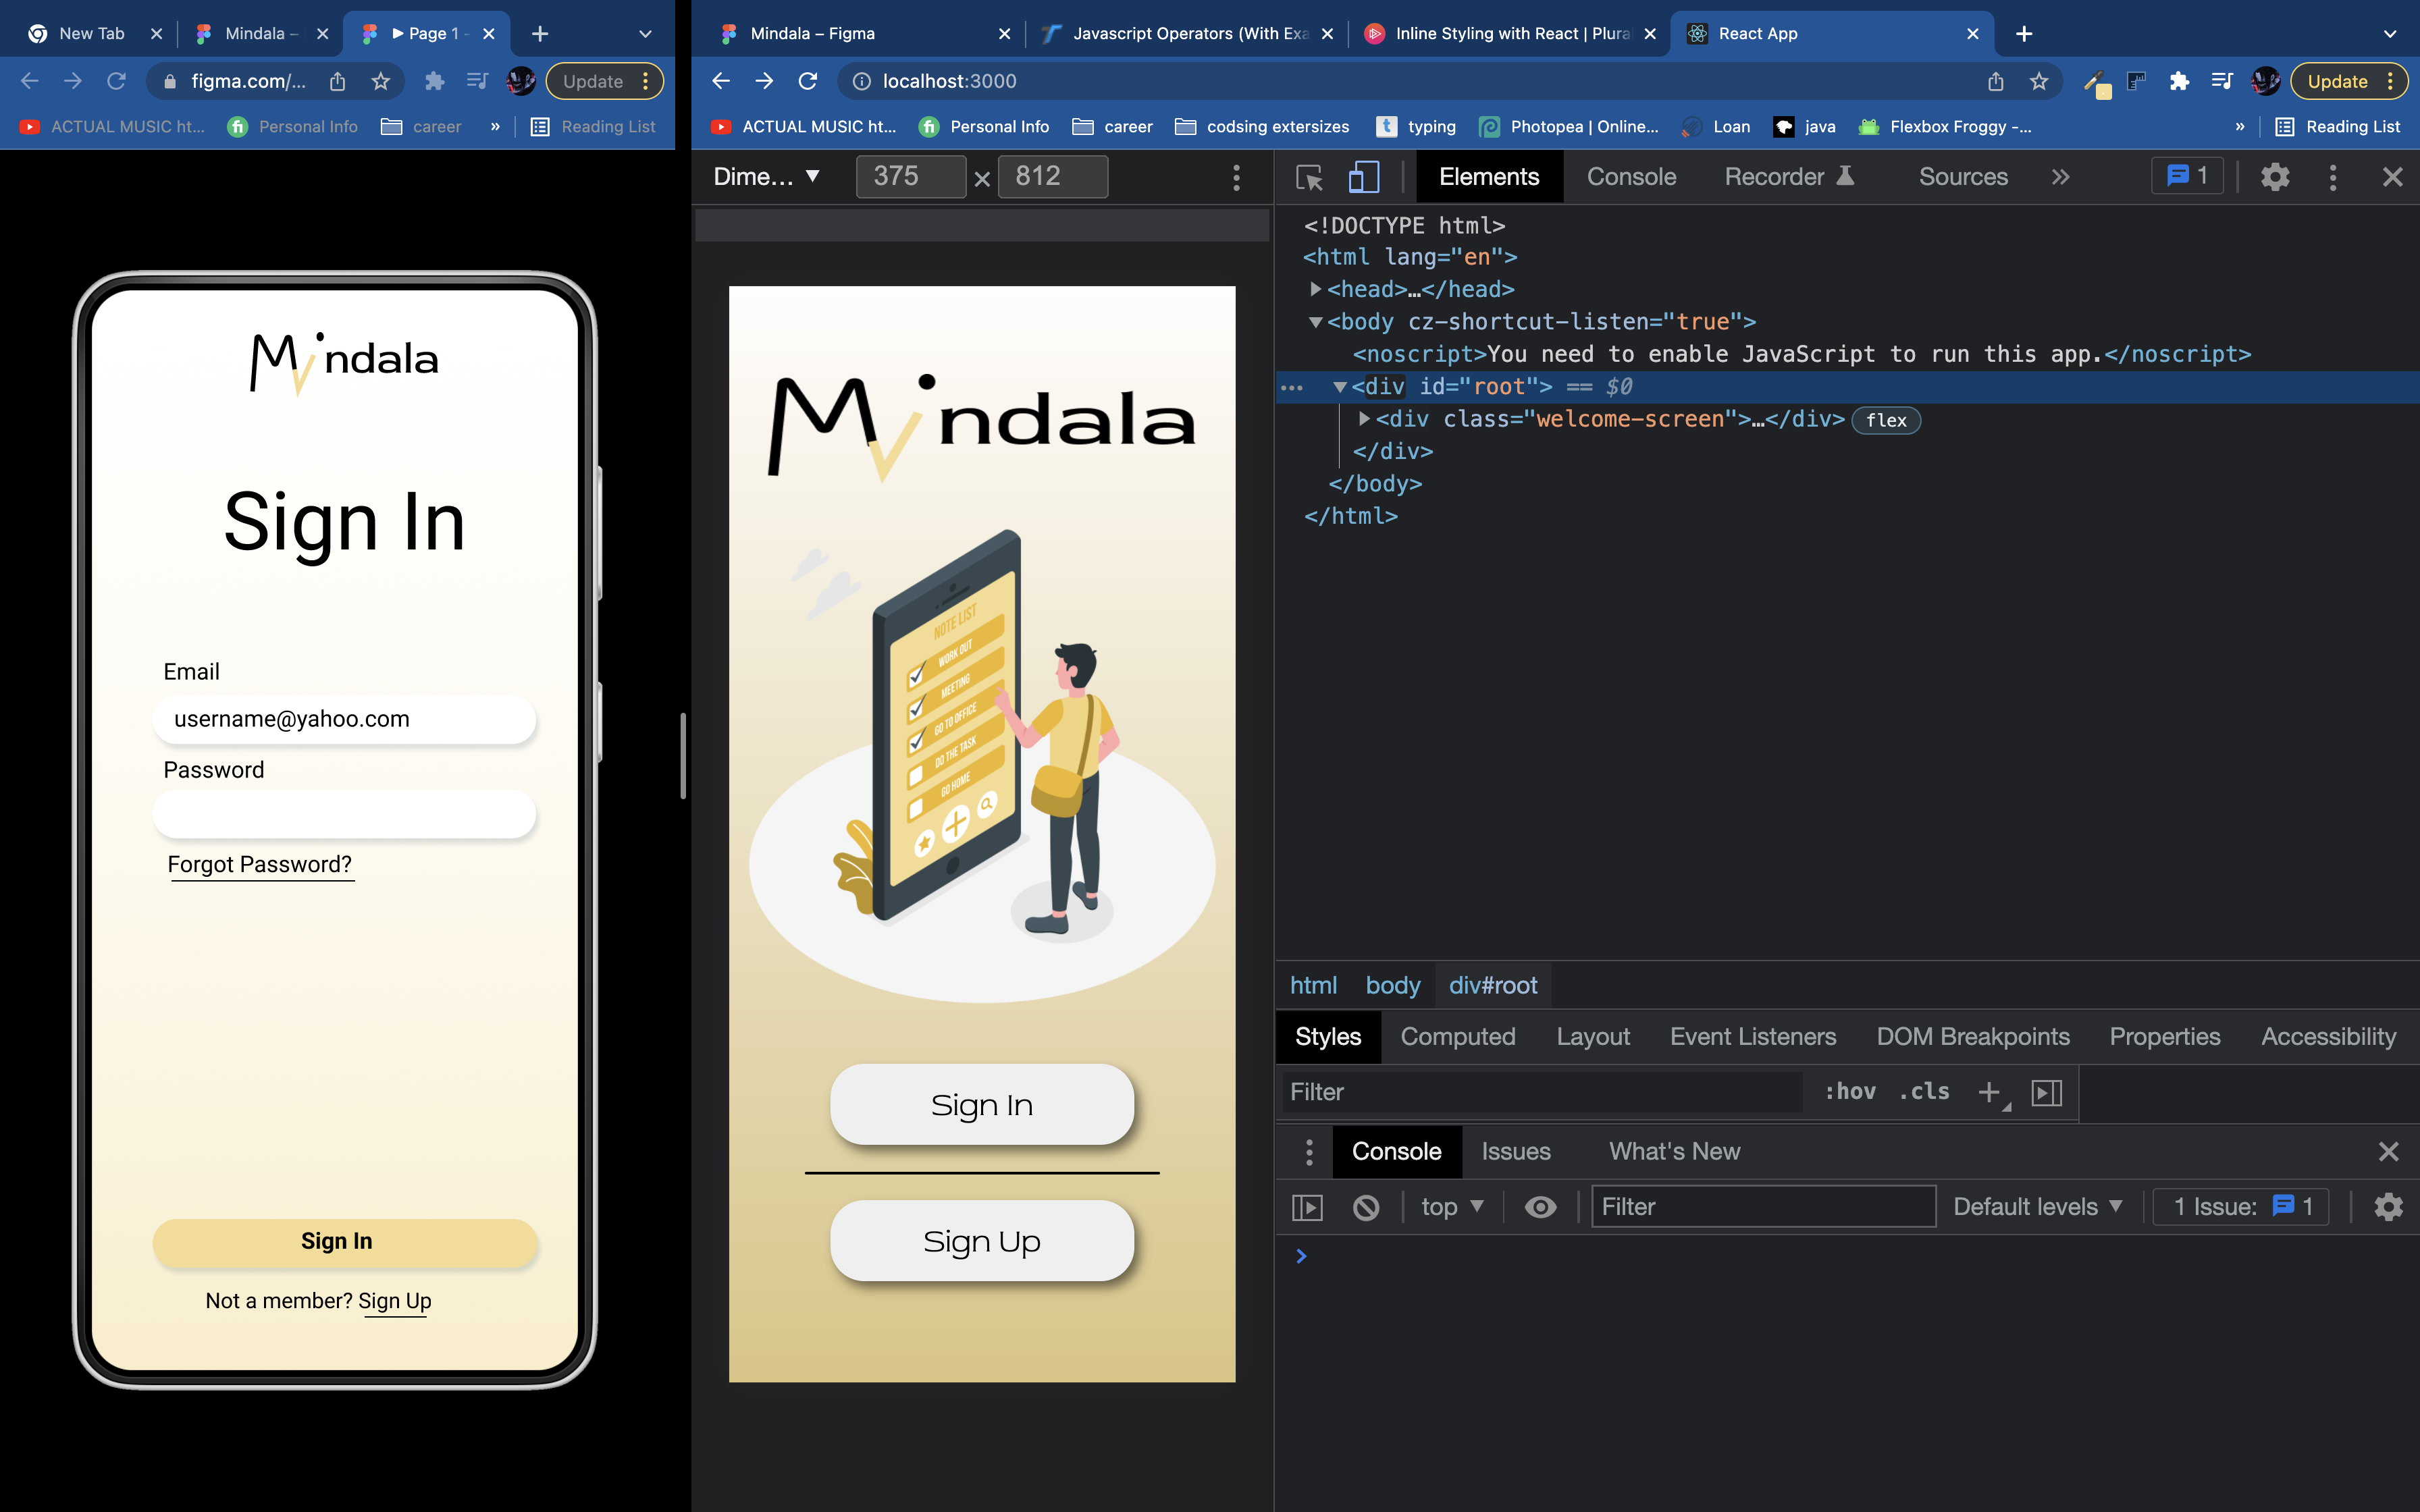 New Tab
Mindala –
Page 1 -
figma.com/...
Update
ACTUAL MUSIC ht...
Personal Info
career
»
Reading List
Mindala
Sign In
Email
username@yahoo.com
Password
Forgot Password?
Sign In
Not a member? Sign Up
Mindala – Figma
Javascript Operators (With Exa
Inline Styling with React | Plura
React App
localhost:3000
Update
ACTUAL MUSIC ht...
Personal Info
career
codsing extersizes
typing
Photopea | Online...
Loan
java
Flexbox Froggy -...
»
Reading List
Dime... ▼ 375 × 812
Mindala
NOTE LIST
WORK OUT
MEETING
GO TO OFFICE
DO THE TASK
GO HOME
Sign In
Sign Up
Elements Console Recorder Sources » 1
<!DOCTYPE html>
<html lang="en">
▶<head>…</head>
▼<body cz-shortcut-listen="true">
<noscript>You need to enable JavaScript to run this app.</noscript>
… ▼<div id="root"> == $0
▶<div class="welcome-screen">…</div> flex
</div>
</body>
</html>
html body div#root
Styles Computed Layout Event Listeners DOM Breakpoints Properties Accessibility
Filter :hov .cls +
Console Issues What's New
top ▼ Filter Default levels ▼ 1 Issue: 1
>